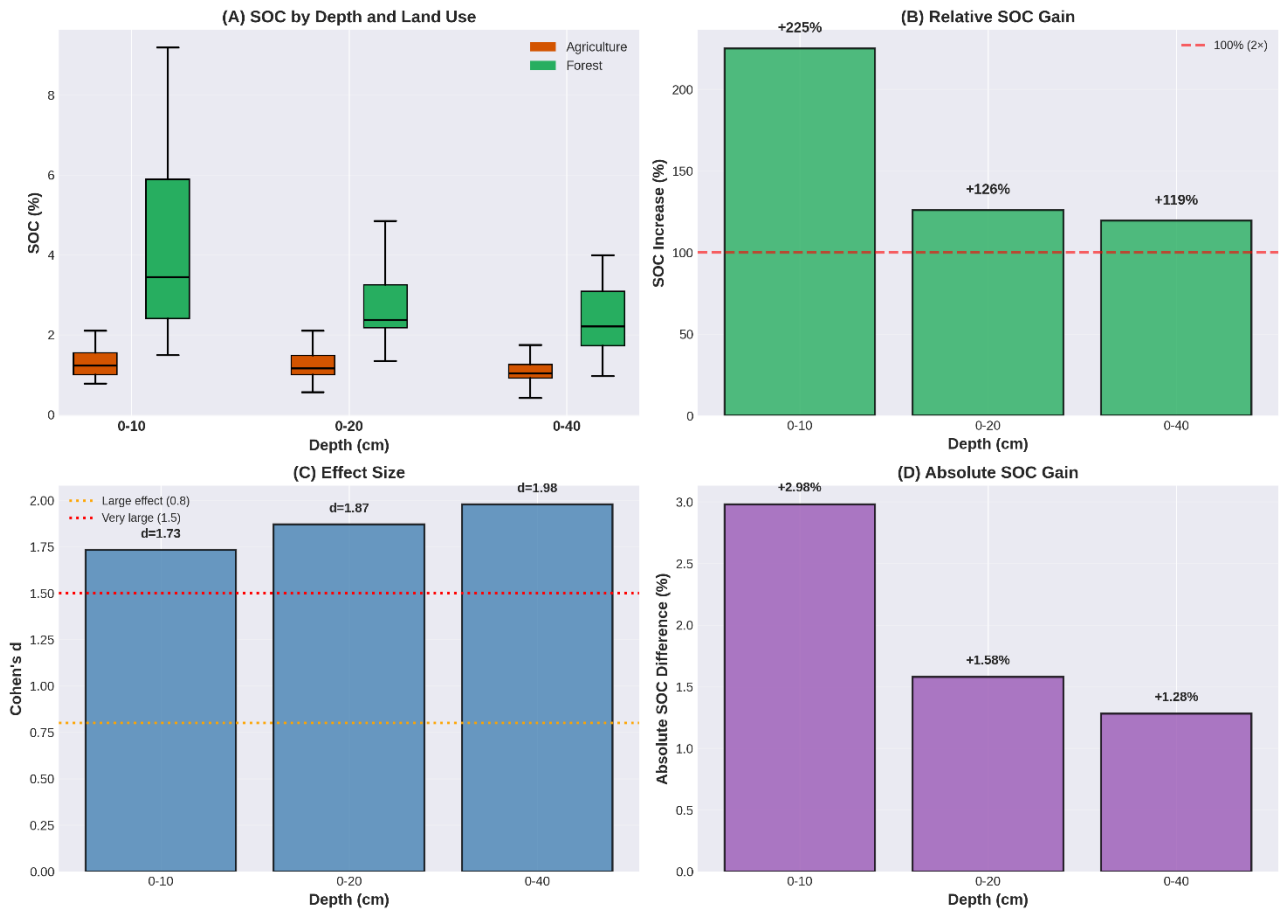 (A) SOC by Depth and Land Use
Agriculture
Forest
SOC (%)
8
6
4
2
0
0-10
0-20
0-40
Depth (cm)
(B) Relative SOC Gain
+225%
100% (2×)
+126%
+119%
SOC Increase (%)
200
150
100
50
0
0-10
0-20
0-40
Depth (cm)
(C) Effect Size
Large effect (0.8)
Very large (1.5)
d=1.73
d=1.87
d=1.98
Cohen's d
2.00
1.75
1.50
1.25
1.00
0.75
0.50
0.25
0.00
0-10
0-20
0-40
Depth (cm)
(D) Absolute SOC Gain
+2.98%
+1.58%
+1.28%
Absolute SOC Difference (%)
3.0
2.5
2.0
1.5
1.0
0.5
0.0
0-10
0-20
0-40
Depth (cm)